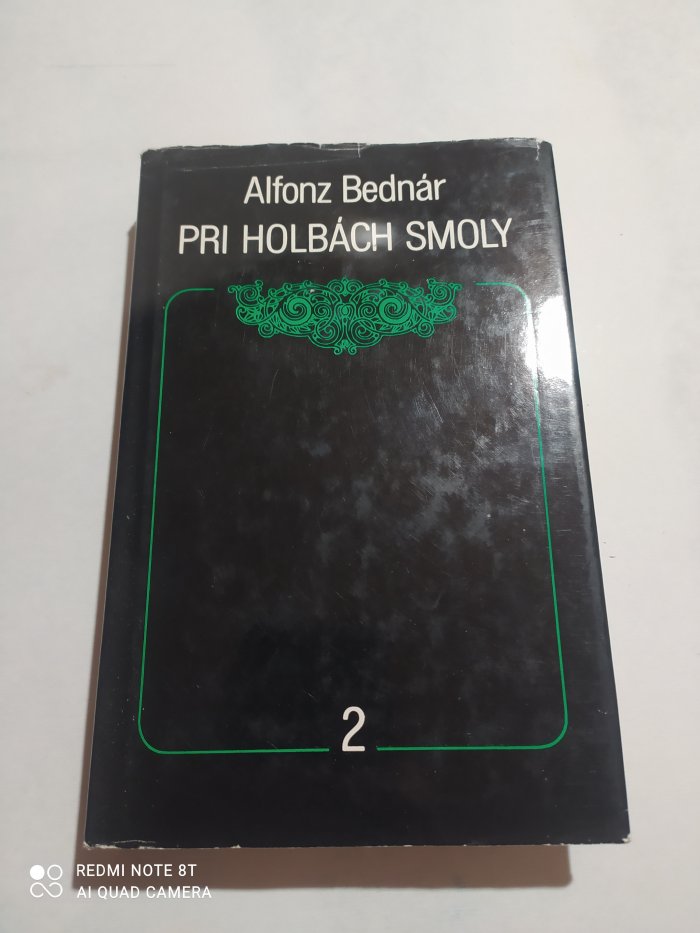 Alfonz Bednár
PRI HOLBÁCH SMOLY
2
REDMI NOTE 8T
AI QUAD CAMERA